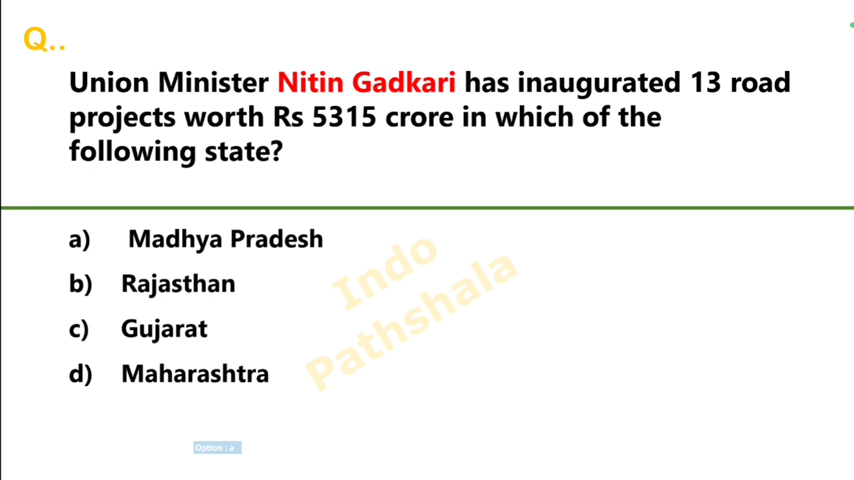 Q..
Union Minister Nitin Gadkari has inaugurated 13 road
projects worth Rs 5315 crore in which of the
following state?
a) Madhya Pradesh
b) Rajasthan
c) Gujarat
d) Maharashtra
Indo
Pathshala
Option : a